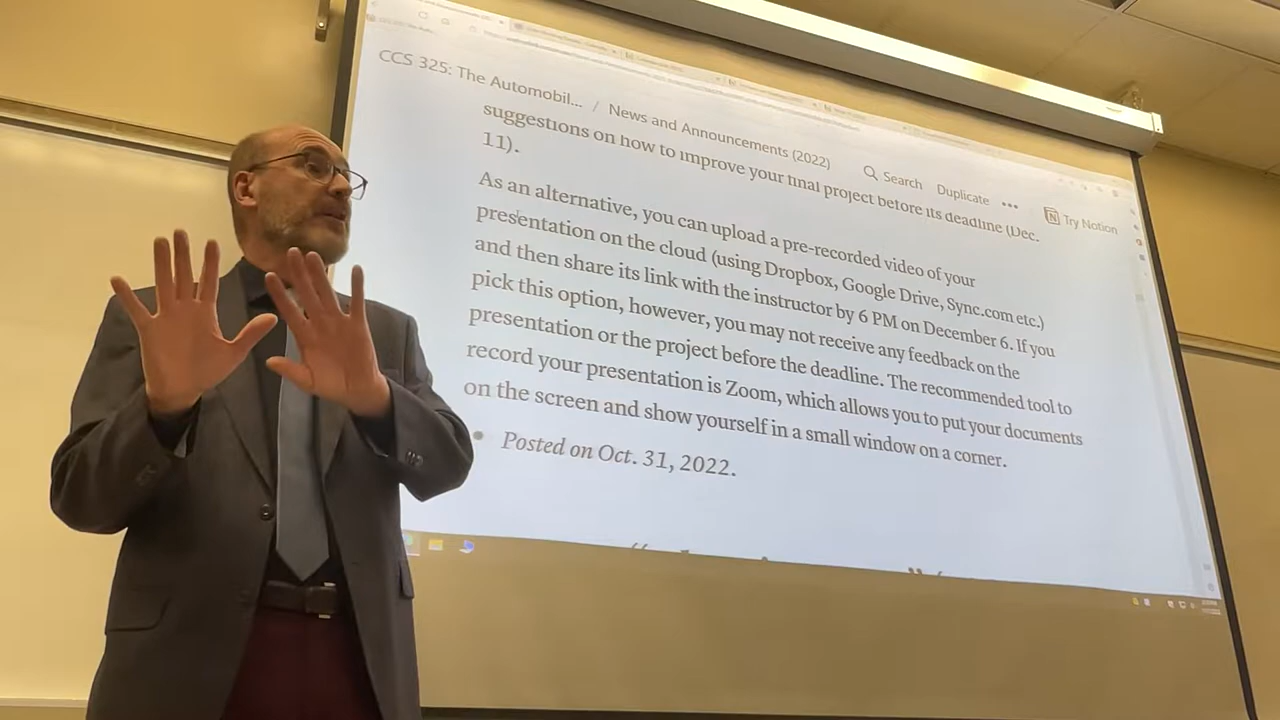 CCS 325: The Automobil... / News and Announcements (2022)
Search Duplicate ••• Try Notion
suggestions on how to improve your final project before its deadline (Dec.
11).
As an alternative, you can upload a pre-recorded video of your
presentation on the cloud (using Dropbox, Google Drive, Sync.com etc.)
and then share its link with the instructor by 6 PM on December 6. If you
pick this option, however, you may not receive any feedback on the
presentation or the project before the deadline. The recommended tool to
record your presentation is Zoom, which allows you to put your documents
on the screen and show yourself in a small window on a corner.
• Posted on Oct. 31, 2022.